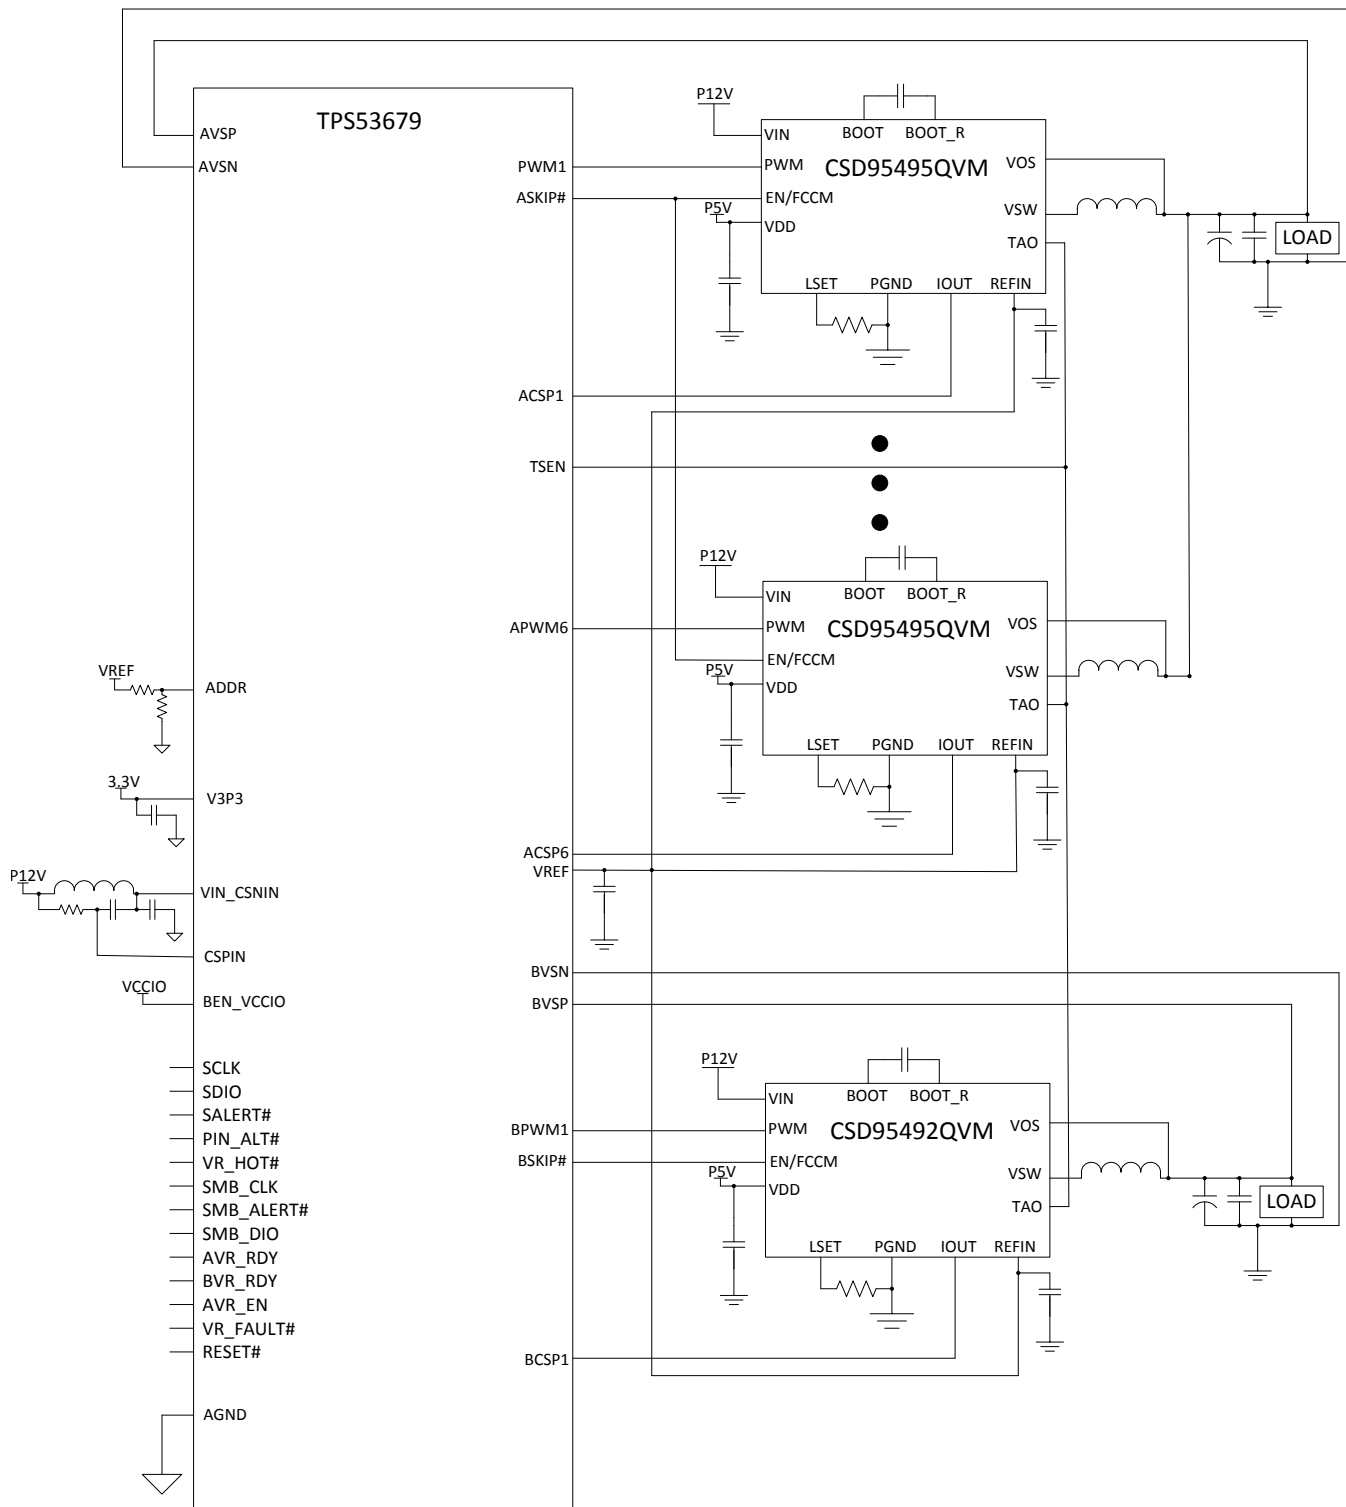 P12V
TPS53679
BOOT
BOOT_R
AVSP
VIN
AVSN
PWM1
PWM
CSD95495QVM
VOS
ASKIP#
EN/FCCM
P5V
VDD
VSW
LOAD
TAO
LSET
PGND
IOUT
REFIN
ACSP1
TSEN
P12V
BOOT
BOOT_R
VIN
APWM6
PWM
CSD95495QVM
VOS
EN/FCCM
P5V
VDD
VSW
TAO
VREF
ADDR
LSET
PGND
IOUT
REFIN
3.3V
V3P3
ACSP6
VREF
P12V
VIN_CSNIN
CSPIN
BVSN
VCCIO
BEN_VCCIO
BVSP
P12V
BOOT
BOOT_R
VIN
BPWM1
PWM
CSD95492QVM
VOS
BSKIP#
EN/FCCM
P5V
VDD
VSW
LOAD
TAO
LSET
PGND
IOUT
REFIN
BCSP1
SCLK
SDIO
SALERT#
PIN_ALT#
VR_HOT#
SMB_CLK
SMB_ALERT#
SMB_DIO
AVR_RDY
BVR_RDY
AVR_EN
VR_FAULT#
RESET#
AGND